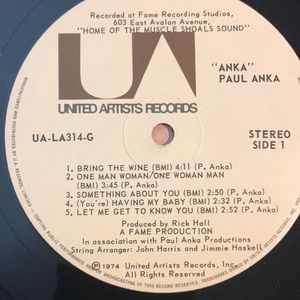 Recorded at Fame Recording Studios,
603 East Avalon Avenue,
"HOME OF THE MUSCLE SHOALS SOUND"
UA
UNITED ARTISTS RECORDS
"ANKA"
PAUL ANKA
UA-LA314-G
STEREO
SIDE 1
1. BRING THE WINE (BMI) 4:11 (P. Anka)
2. ONE MAN WOMAN/ONE WOMAN MAN
(BMI) 3:45 (P. Anka)
3. SOMETHING ABOUT YOU (BMI) 2:50 (P. Anka)
4. (You're) HAVING MY BABY (BMI) 2:32 (P. Anka)
5. LET ME GET TO KNOW YOU (BMI) 2:52 (P. Anka)
Produced by Rick Hall
A FAME PRODUCTION
In association with Paul Anka Productions
String Arranger: John Harris and Jimmie Haskell
℗ 1974 United Artists Records, Inc.
All Rights Reserved